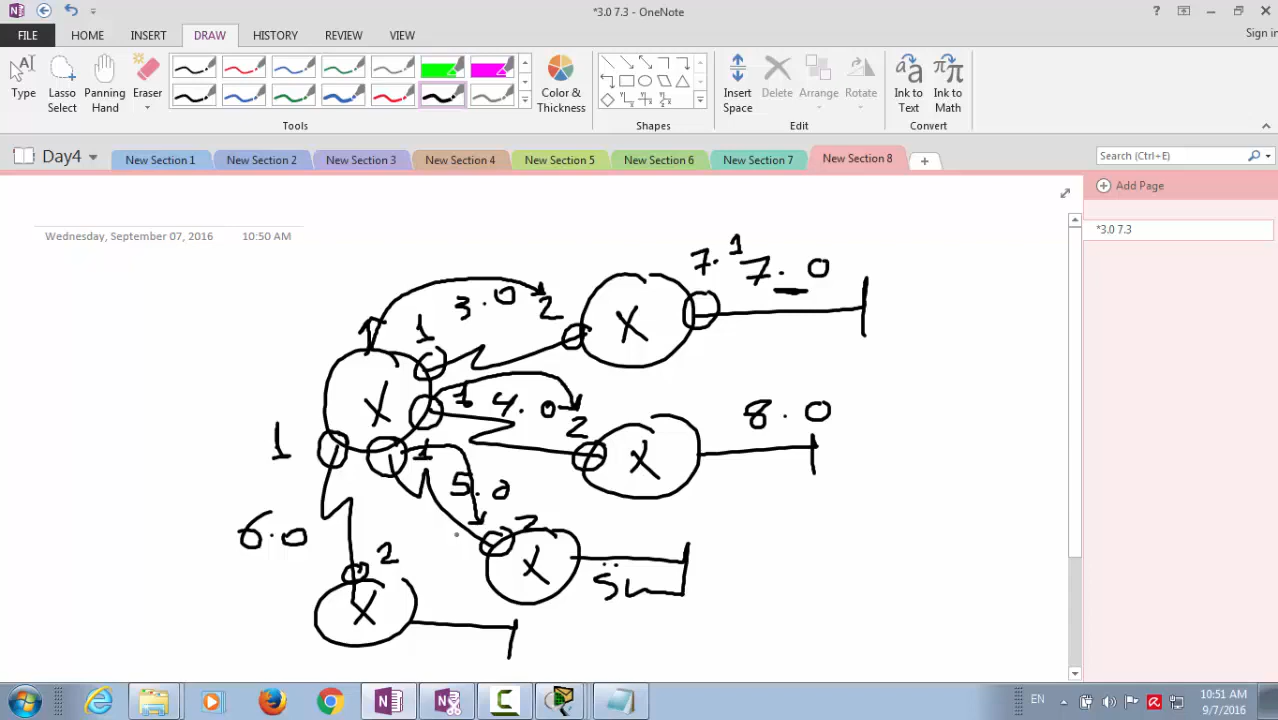 *3.0 7.3 - OneNote
FILE HOME INSERT DRAW HISTORY REVIEW VIEW
Sign in
Type
Lasso Select
Panning Hand
Eraser
Color & Thickness
Insert Space
Delete
Arrange
Rotate
Ink to Text
Ink to Math
Tools
Shapes
Edit
Convert
Day4
New Section 1 New Section 2 New Section 3 New Section 4 New Section 5 New Section 6 New Section 7 New Section 8
Search (Ctrl+E)
Add Page
*3.0 7.3
Wednesday, September 07, 2016 10:50 AM
7.1 7.0
3.0 2
1
X
X
1 4.0 2
8.0
X
1
1
5.0
2
6.0
2
X
X
EN
10:51 AM
9/7/2016